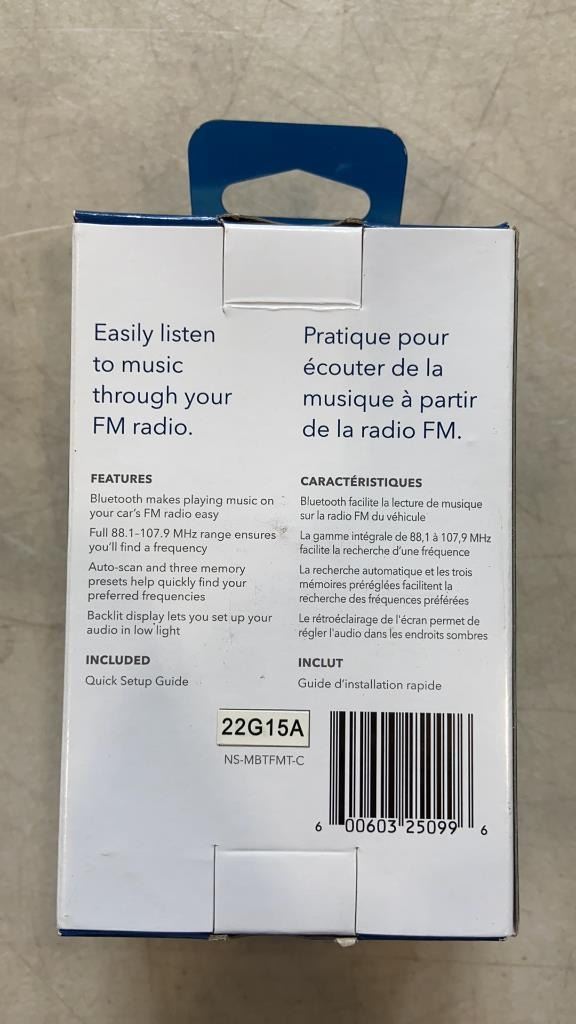 Easily listen
to music
through your
FM radio.
FEATURES
Bluetooth makes playing music on
your car's FM radio easy
Full 88.1–107.9 MHz range ensures
you'll find a frequency
Auto-scan and three memory
presets help quickly find your
preferred frequencies
Backlit display lets you set up your
audio in low light
INCLUDED
Quick Setup Guide
Pratique pour
écouter de la
musique à partir
de la radio FM.
CARACTÉRISTIQUES
Bluetooth facilite la lecture de musique
sur la radio FM du véhicule
La gamme intégrale de 88,1 à 107,9 MHz
facilite la recherche d'une fréquence
La recherche automatique et les trois
mémoires préréglées facilitent la
recherche des fréquences préférées
Le rétroéclairage de l'écran permet de
régler l'audio dans les endroits sombres
INCLUT
Guide d'installation rapide
22G15A
NS-MBTFMT-C
6 00603 25099 6